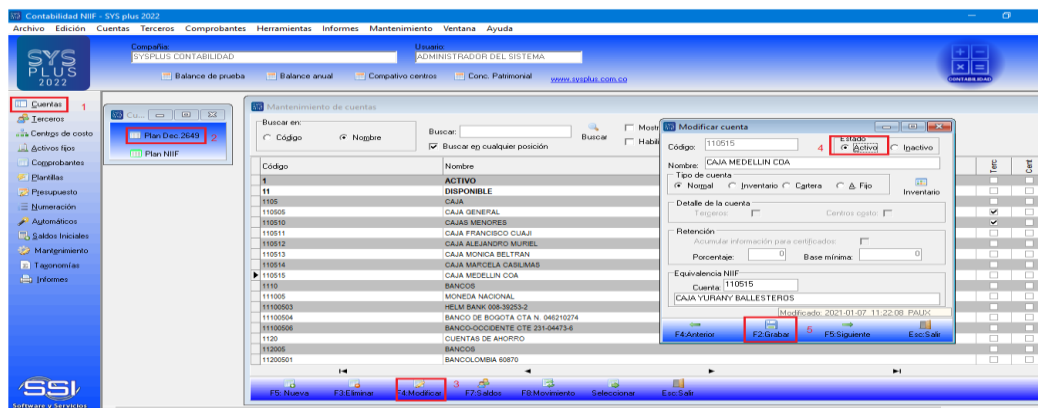 Contabilidad NIIF - SYS plus 2022
Archivo Edición Cuentas Terceros Comprobantes Herramientas Informes Mantenimiento Ventana Ayuda
SYS
PLUS
2022
Compañía:
SYSPLUS CONTABILIDAD
Usuario:
ADMINISTRADOR DEL SISTEMA
Balance de prueba Balance anual Compativo centros Conc. Patrimonial www.sysplus.com.co
CONTABILIDAD
Cuentas 1
Terceros
Centros de costo
Activos fijos
Comprobantes
Plantillas
Presupuesto
Numeración
Automáticos
Saldos Iniciales
Mantenimiento
Taxonomías
Informes
SSI
Software y Servicios
Cu...
Plan Dec.2649 2
Plan NIIF
Mantenimiento de cuentas
Buscar en:
Código Nombre
Buscar:
Buscar en cualquier posición
Buscar
Mostr
Habili
Código Nombre Terc Cent
1 ACTIVO
11 DISPONIBLE
1105 CAJA
110505 CAJA GENERAL
110510 CAJAS MENORES
110511 CAJA FRANCISCO CUAJI
110512 CAJA ALEJANDRO MURIEL
110513 CAJA MONICA BELTRAN
110514 CAJA MARCELA CASILIMAS
110515 CAJA MEDELLIN COA
1110 BANCOS
111005 MONEDA NACIONAL
11100503 HELM BANK 008-39253-2
11100504 BANCO DE BOGOTA CTA N. 046210274
11100506 BANCO-OCCIDENTE CTE 231-04473-6
1120 CUENTAS DE AHORRO
112005 BANCOS
11200501 BANCOLOMBIA 60870
F5: Nueva F3:Eliminar F4:Modificar 3 F7:Saldos F8:Movimiento Seleccionar Esc:Salir
Modificar cuenta
Código: 110515 4 Estado
Activo Inactivo
Nombre: CAJA MEDELLIN COA
Tipo de cuenta
Normal Inventario Cartera A. Fijo
Inventario
Detalle de la cuenta
Terceros: Centros costo:
Retención
Acumular información para certificados:
Porcentaje: 0 Base mínima: 0
Equivalencia NIIF
Cuenta: 110515
CAJA YURANY BALLESTEROS
Modificado: 2021-01-07 11:22:08 PAUX
F4:Anterior F2:Grabar 5 F5:Siguiente Esc:Salir